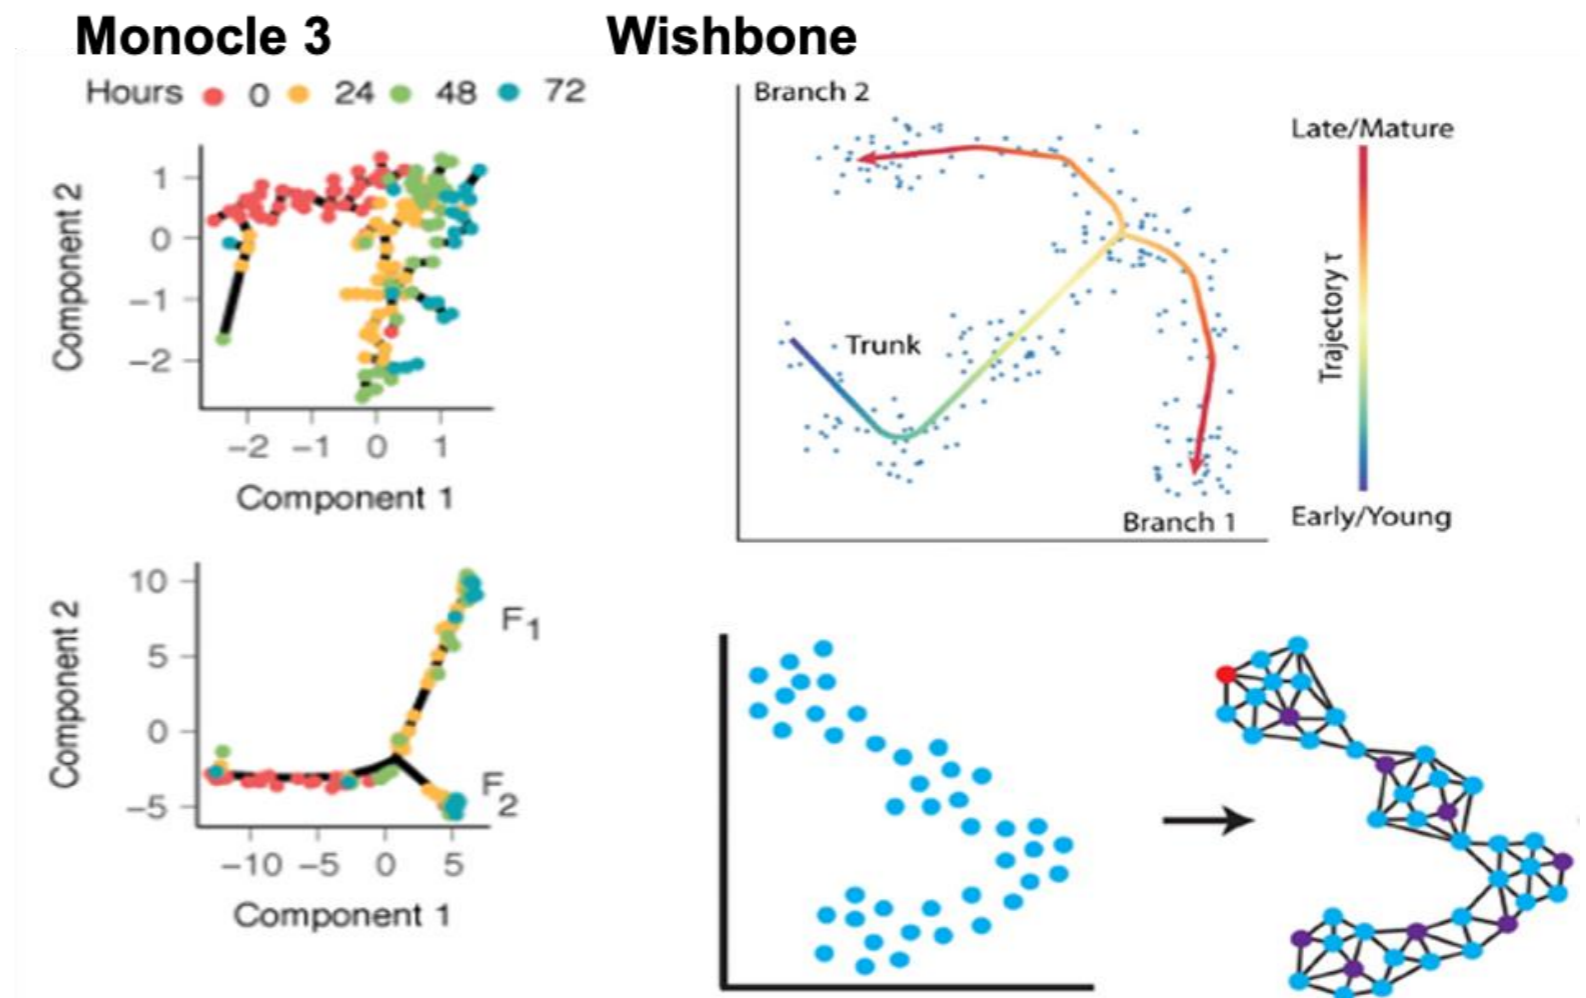 Monocle 3
Wishbone
Hours 0 24 48 72
Component 2
1
0
−1
−2
−2 −1 0 1
Component 1
Branch 2
Trunk
Branch 1
Late/Mature
Trajectory τ
Early/Young
Component 2
10
5
0
−5
F1
F2
−10 −5 0 5
Component 1